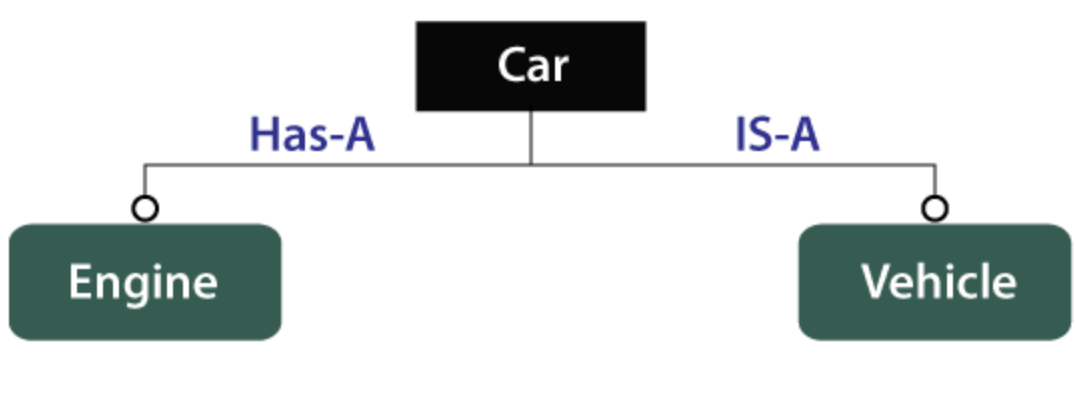 Car
Has-A
IS-A
Engine
Vehicle